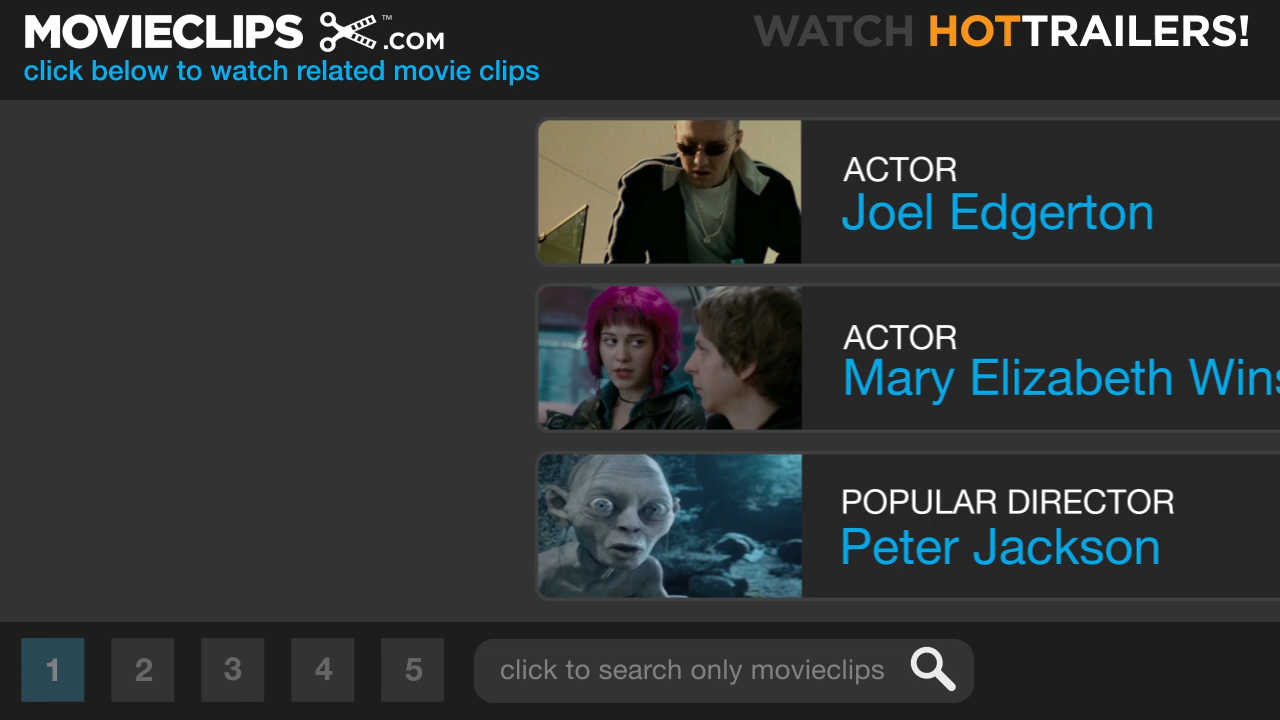 MOVIECLIPS ™ .COM
click below to watch related movie clips
WATCH HOTTRAILERS!
ACTOR
Joel Edgerton
ACTOR
Mary Elizabeth Wins
POPULAR DIRECTOR
Peter Jackson
1 2 3 4 5
click to search only movieclips